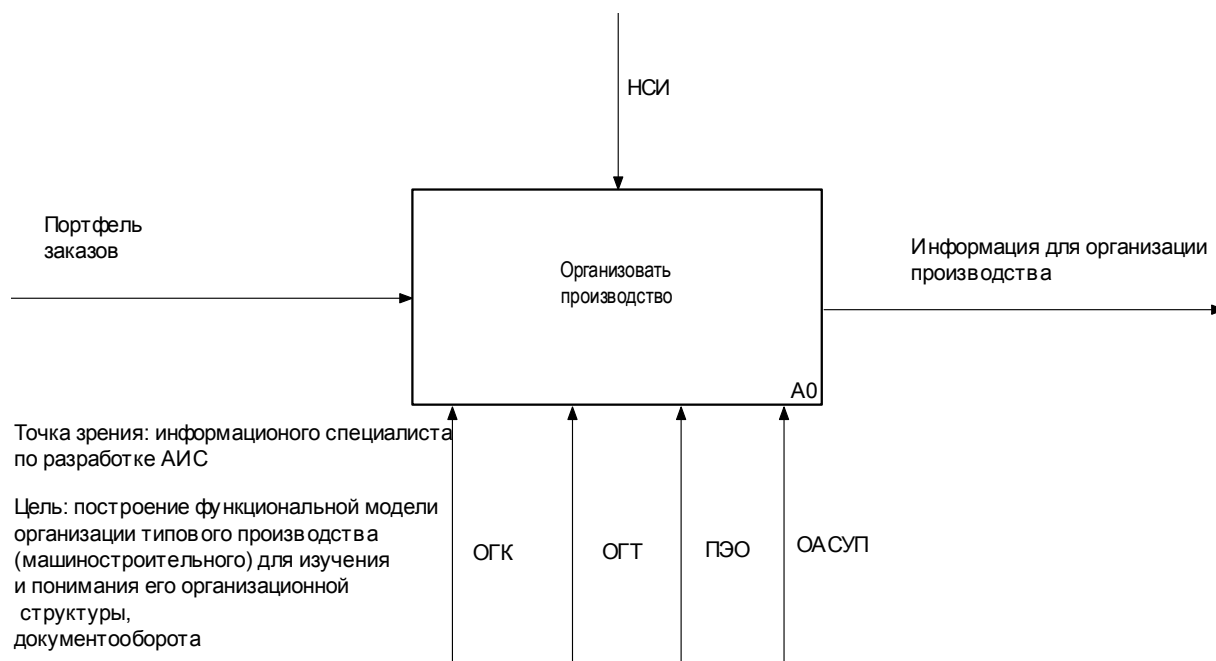 НСИ
Портфель
заказов
Организовать
производство
Информация для организации
производства
A0
Точка зрения: информационого специалиста
по разработке АИС
Цель: построение функциональной модели
организации типового производства
(машиностроительного) для изучения
и понимания его организационной
структуры,
документооборота
ОГК
ОГТ
ПЭО
ОАСУП